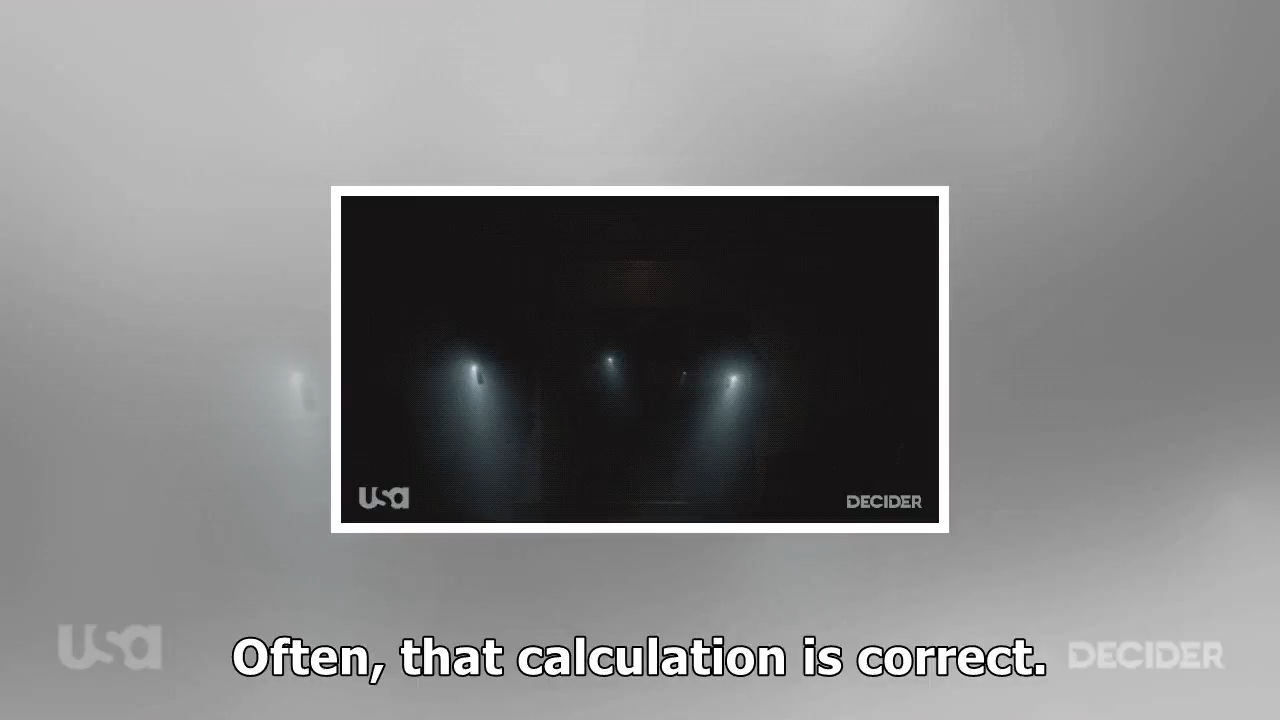 usa
DECIDER
usa
Often, that calculation is correct.
DECIDER